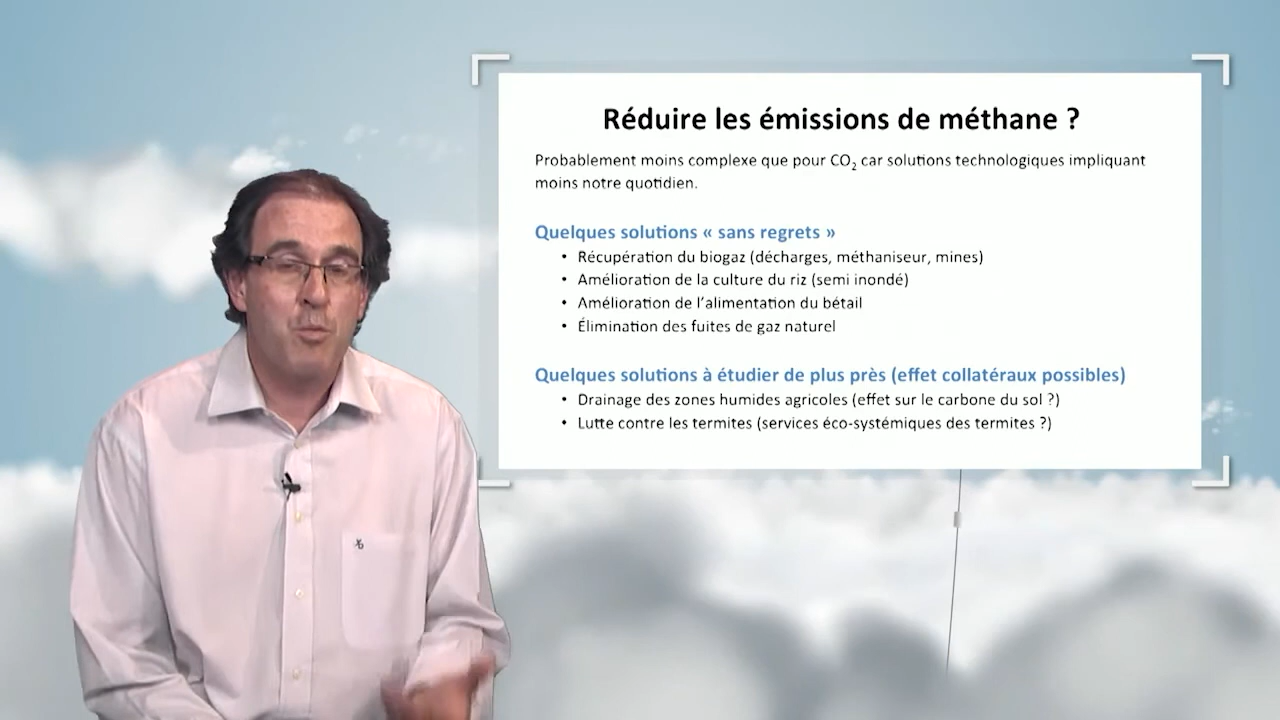 Réduire les émissions de méthane ?
Probablement moins complexe que pour CO₂ car solutions technologiques impliquant
moins notre quotidien.
Quelques solutions « sans regrets »
• Récupération du biogaz (décharges, méthaniseur, mines)
• Amélioration de la culture du riz (semi inondé)
• Amélioration de l'alimentation du bétail
• Élimination des fuites de gaz naturel
Quelques solutions à étudier de plus près (effet collatéraux possibles)
• Drainage des zones humides agricoles (effet sur le carbone du sol ?)
• Lutte contre les termites (services éco-systémiques des termites ?)